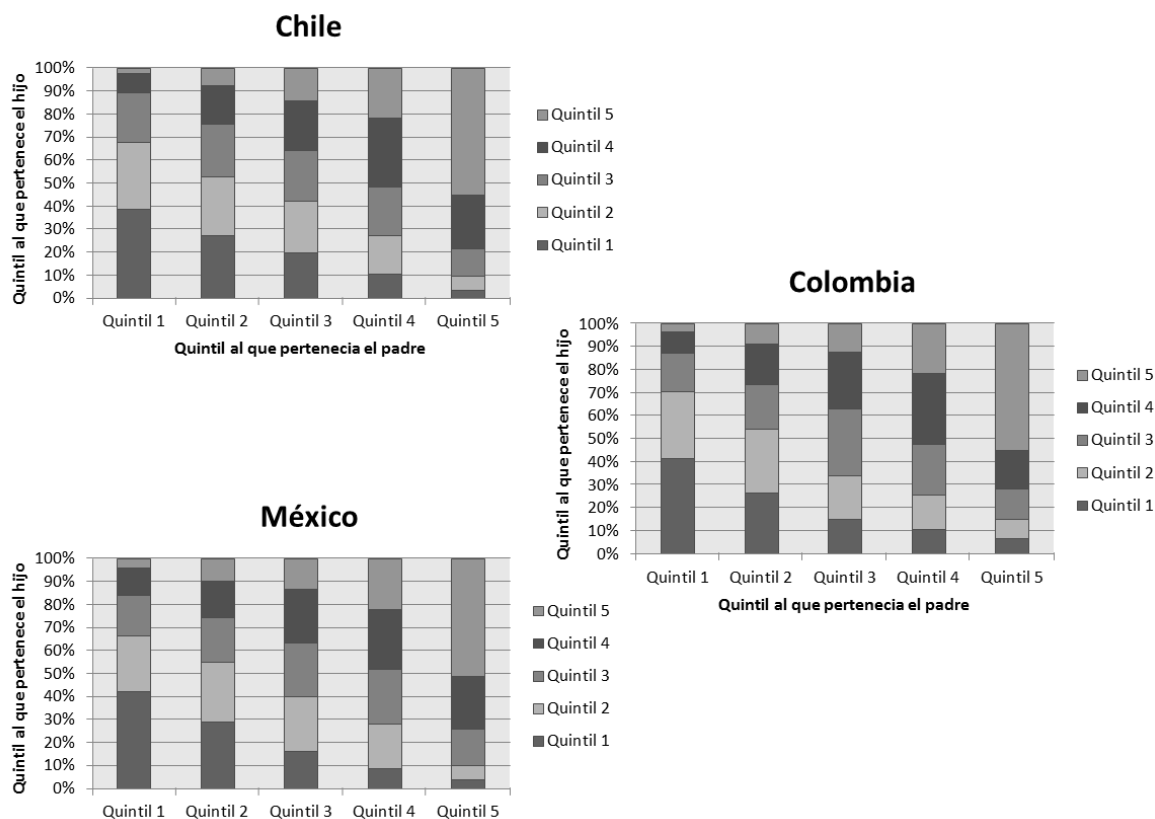 Chile
Quintil al que pertenece el hijo
100%
90%
80%
70%
60%
50%
40%
30%
20%
10%
0%
Quintil 1 Quintil 2 Quintil 3 Quintil 4 Quintil 5
Quintil al que pertenecia el padre
Quintil 5
Quintil 4
Quintil 3
Quintil 2
Quintil 1
Colombia
Quintil al que pertenece el hijo
100%
90%
80%
70%
60%
50%
40%
30%
20%
10%
0%
Quintil 1 Quintil 2 Quintil 3 Quintil 4 Quintil 5
Quintil al que pertenecia el padre
Quintil 5
Quintil 4
Quintil 3
Quintil 2
Quintil 1
México
Quintil al que pertenece el hijo
100%
90%
80%
70%
60%
50%
40%
30%
20%
10%
0%
Quintil 1 Quintil 2 Quintil 3 Quintil 4 Quintil 5
Quintil 5
Quintil 4
Quintil 3
Quintil 2
Quintil 1